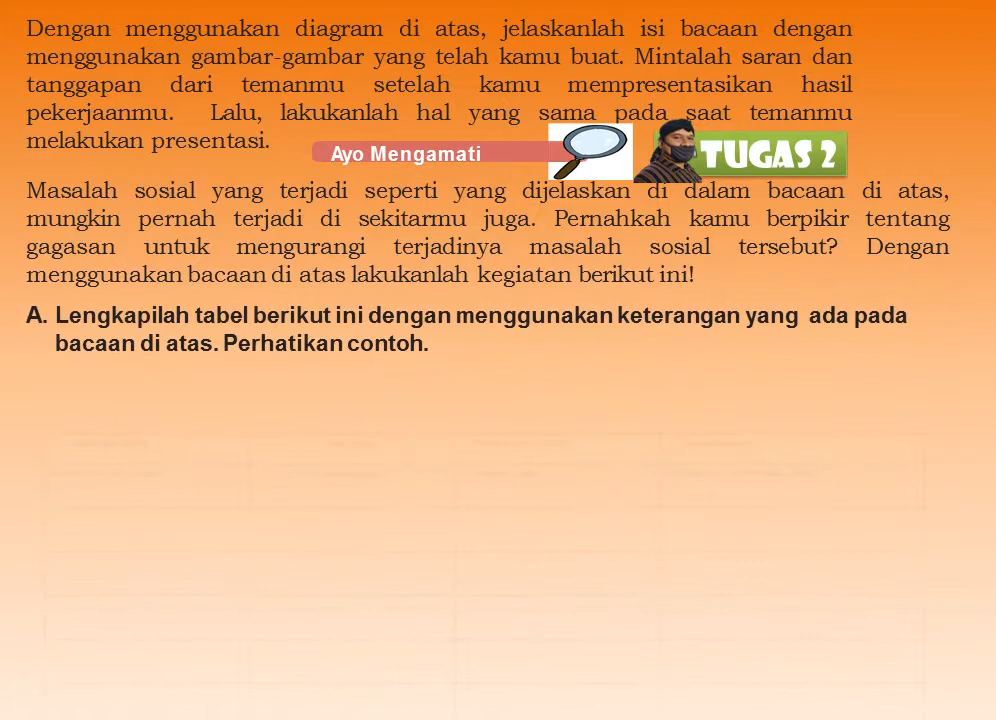 Dengan menggunakan diagram di atas, jelaskanlah isi bacaan dengan
menggunakan gambar-gambar yang telah kamu buat. Mintalah saran dan
tanggapan dari temanmu setelah kamu mempresentasikan hasil
pekerjaanmu. Lalu, lakukanlah hal yang sama pada saat temanmu
melakukan presentasi.
Ayo Mengamati
TUGAS 2
Masalah sosial yang terjadi seperti yang dijelaskan di dalam bacaan di atas,
mungkin pernah terjadi di sekitarmu juga. Pernahkah kamu berpikir tentang
gagasan untuk mengurangi terjadinya masalah sosial tersebut? Dengan
menggunakan bacaan di atas lakukanlah kegiatan berikut ini!
A. Lengkapilah tabel berikut ini dengan menggunakan keterangan yang ada pada
bacaan di atas. Perhatikan contoh.